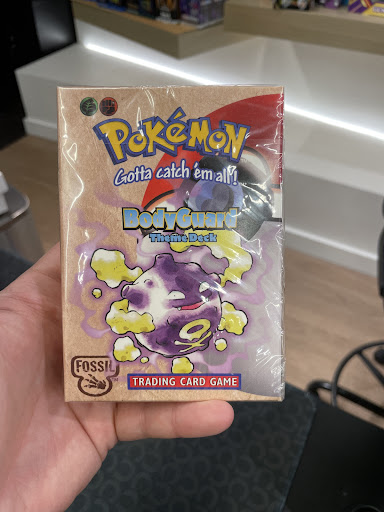 POKéMON
Gotta catch 'em all!
BodyGuard
Theme Deck
FOSSIL
TRADING CARD GAME